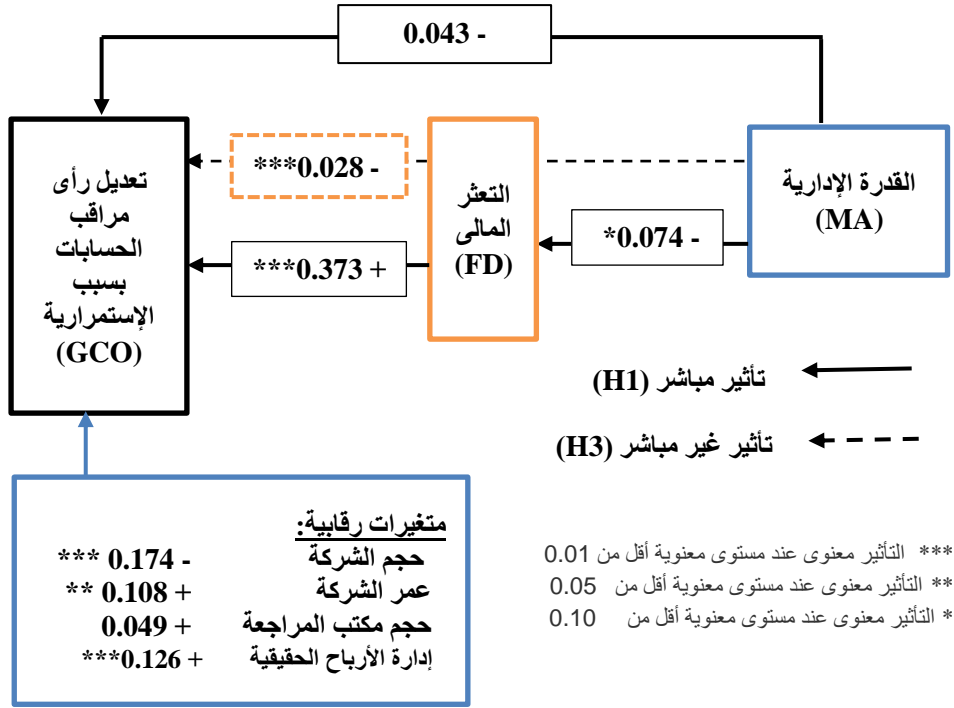 0.043 -
القدرة الإدارية
(MA)
0.074 -*
التعثر
المالى
(FD)
0.028 -***
0.373 +***
تعديل رأى
مراقب
الحسابات
بسبب
الإستمرارية
(GCO)
تأثير مباشر (H1)
تأثير غير مباشر (H3)
متغيرات رقابية:
حجم الشركة - 0.174 ***
عمر الشركة + 0.108 **
حجم مكتب المراجعة + 0.049
إدارة الأرباح الحقيقية + 0.126***
*** التأثير معنوى عند مستوى معنوية أقل من 0.01
** التأثير معنوى عند مستوى معنوية أقل من 0.05
* التأثير معنوى عند مستوى معنوية أقل من 0.10